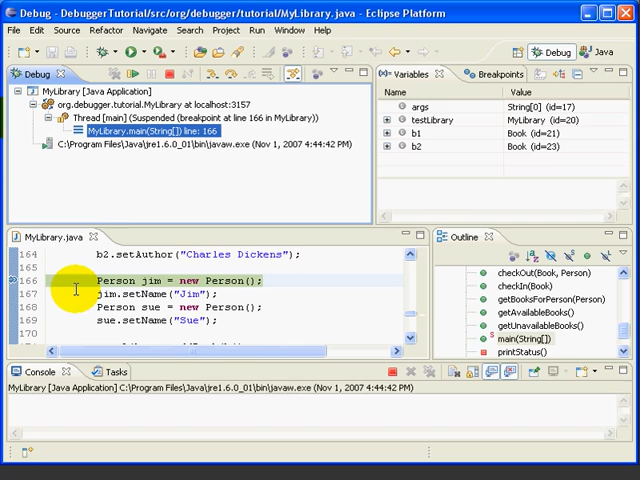 Debug - DebuggerTutorial/src/org/debugger/tutorial/MyLibrary.java - Eclipse Platform
File Edit Source Refactor Navigate Search Project Run Window Help
Debug Java
Debug
MyLibrary [Java Application]
org.debugger.tutorial.MyLibrary at localhost:3157
Thread [main] (Suspended (breakpoint at line 166 in MyLibrary))
MyLibrary.main(String[]) line: 166
C:\Program Files\Java\jre1.6.0_01\bin\javaw.exe (Nov 1, 2007 4:44:42 PM)
Variables Breakpoints
Name Value
args String[0] (id=17)
testLibrary MyLibrary (id=20)
b1 Book (id=21)
b2 Book (id=23)
MyLibrary.java
164 b2.setAuthor("Charles Dickens");
165
166 Person jim = new Person();
167 jim.setName("Jim");
168 Person sue = new Person();
169 sue.setName("Sue");
170
Outline
checkOut(Book, Person)
checkIn(Book)
getBooksForPerson(Person)
getAvailableBooks()
getUnavailableBooks()
main(String[])
printStatus()
Console Tasks
MyLibrary [Java Application] C:\Program Files\Java\jre1.6.0_01\bin\javaw.exe (Nov 1, 2007 4:44:42 PM)